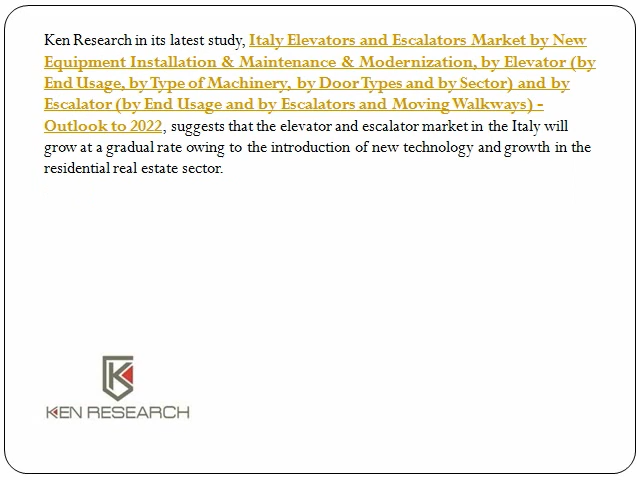 Ken Research in its latest study, Italy Elevators and Escalators Market by New
Equipment Installation & Maintenance & Modernization, by Elevator (by
End Usage, by Type of Machinery, by Door Types and by Sector) and by
Escalator (by End Usage and by Escalators and Moving Walkways) -
Outlook to 2022, suggests that the elevator and escalator market in the Italy will
grow at a gradual rate owing to the introduction of new technology and growth in the
residential real estate sector.
KEN RESEARCH